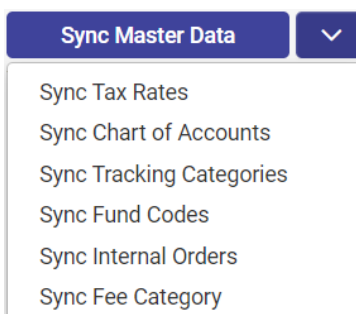 Sync Master Data
Sync Tax Rates
Sync Chart of Accounts
Sync Tracking Categories
Sync Fund Codes
Sync Internal Orders
Sync Fee Category